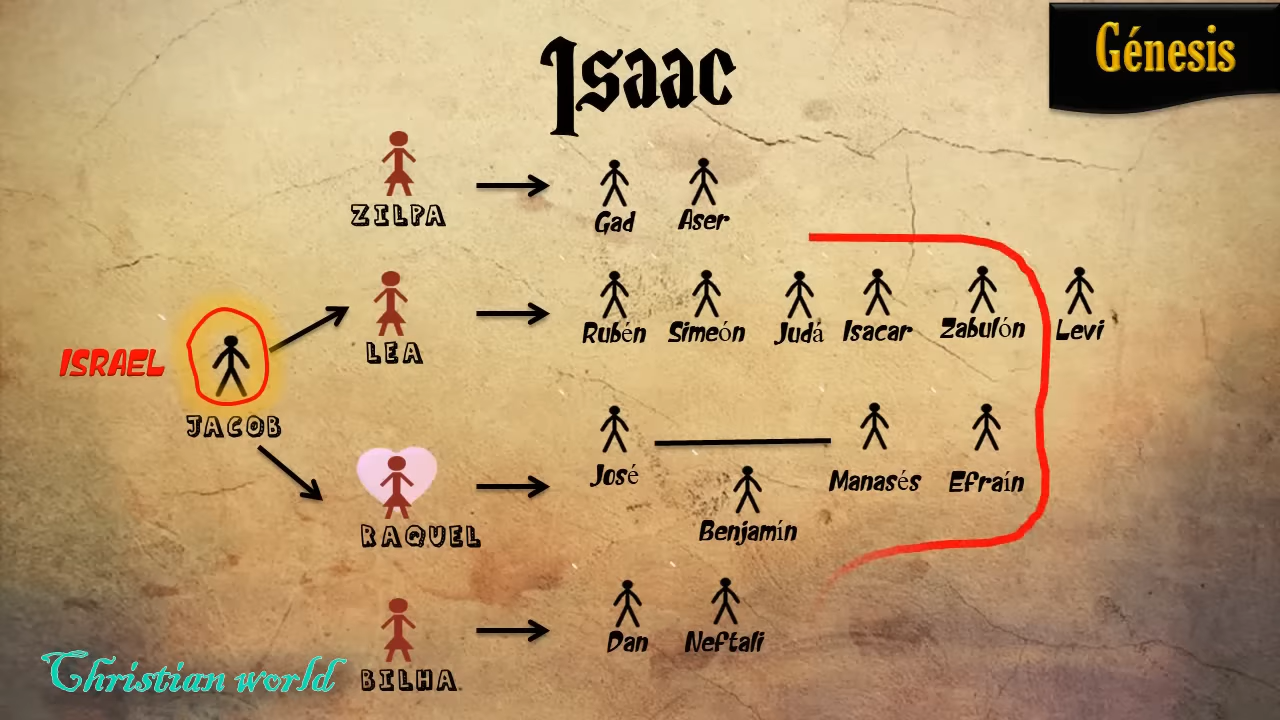 Isaac
Génesis
ZILPA
Gad
Aser
LEA
Rubén
Simeón
Judá
Isacar
Zabulón
Levi
ISRAEL
JACOB
RAQUEL
José
Benjamín
Manasés
Efraín
BILHA.
Dan
Neftali
Christian world